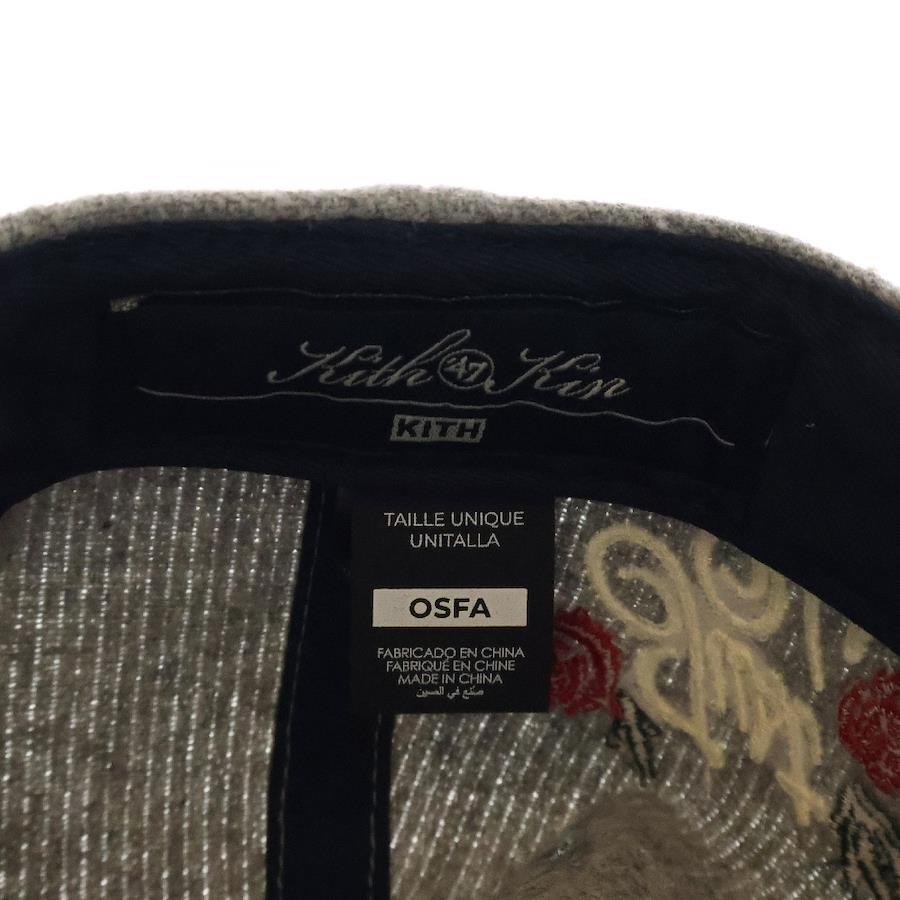 Kith '47 Kin
KITH
TAILLE UNIQUE
UNITALLA
OSFA
FABRICADO EN CHINA
FABRIQUÉ EN CHINE
MADE IN CHINA
صنع في الصين